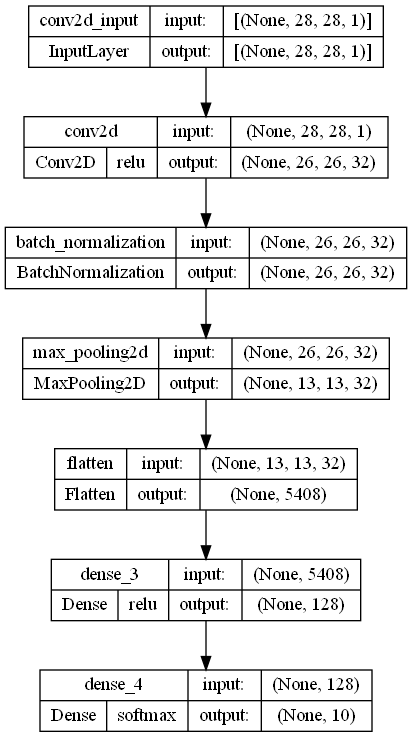 conv2d_input input: [(None, 28, 28, 1)]
InputLayer output: [(None, 28, 28, 1)]
conv2d input: (None, 28, 28, 1)
Conv2D relu output: (None, 26, 26, 32)
batch_normalization input: (None, 26, 26, 32)
BatchNormalization output: (None, 26, 26, 32)
max_pooling2d input: (None, 26, 26, 32)
MaxPooling2D output: (None, 13, 13, 32)
flatten input: (None, 13, 13, 32)
Flatten output: (None, 5408)
dense_3 input: (None, 5408)
Dense relu output: (None, 128)
dense_4 input: (None, 128)
Dense softmax output: (None, 10)